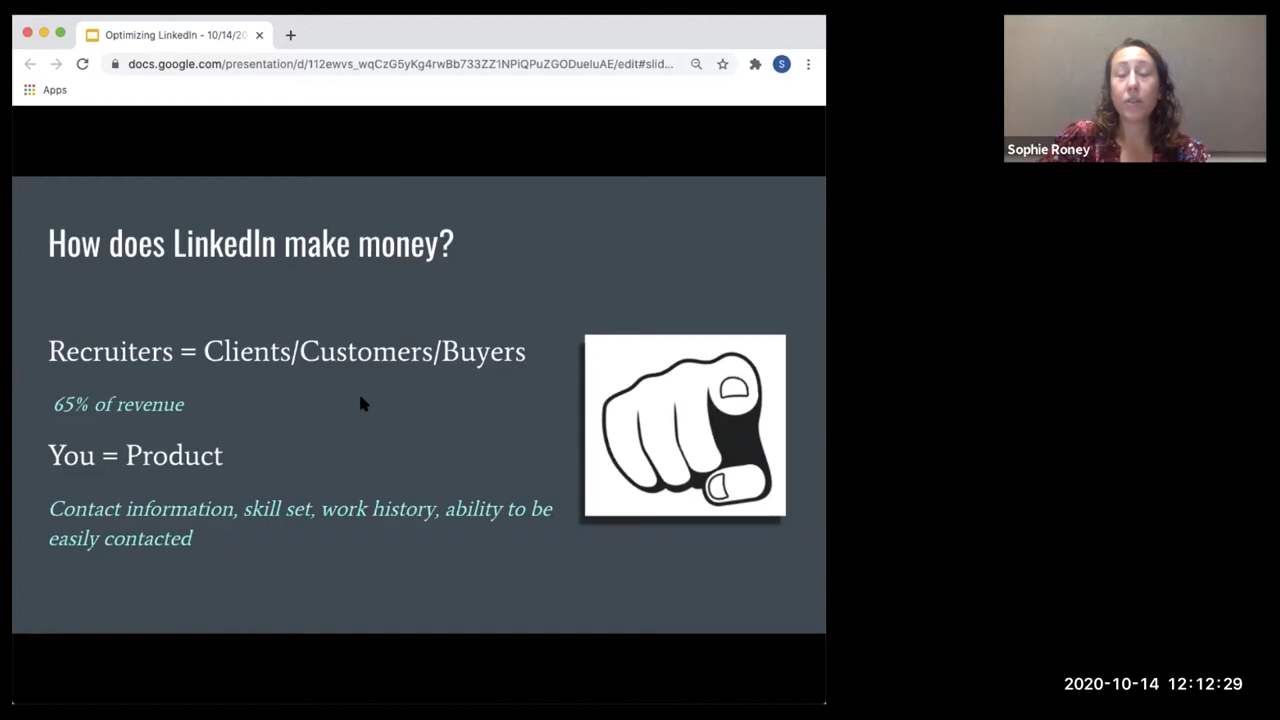 Optimizing LinkedIn - 10/14/20
docs.google.com/presentation/d/112ewvs_wqCzG5yKg4rwBb733ZZ1NPiQPuZGODueluAE/edit#slid...
S
Apps
Sophie Roney
How does LinkedIn make money?
Recruiters = Clients/Customers/Buyers
65% of revenue
You = Product
Contact information, skill set, work history, ability to be
easily contacted
2020-10-14 12:12:29